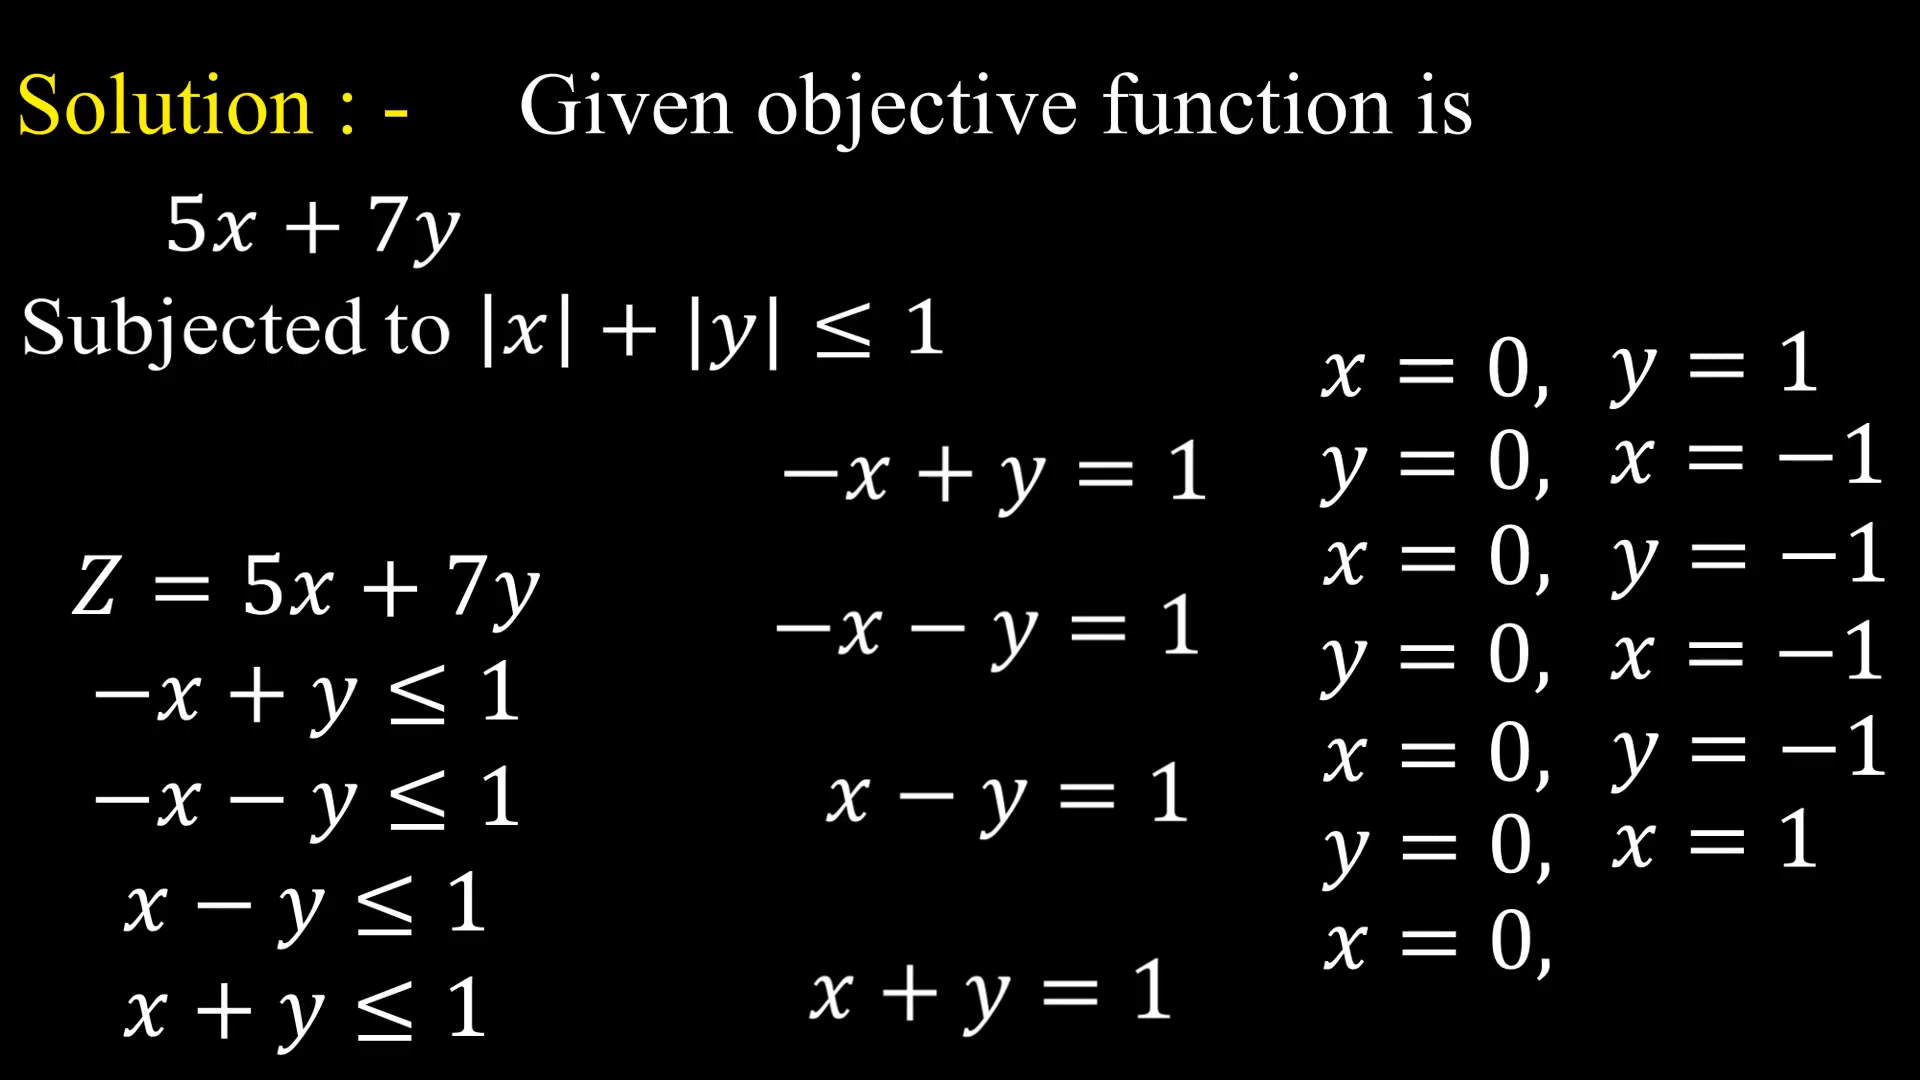 Solution : - Given objective function is
5x + 7y
Subjected to |x| + |y| ≤ 1
Z = 5x + 7y
−x + y ≤ 1
−x − y ≤ 1
x − y ≤ 1
x + y ≤ 1
−x + y = 1
−x − y = 1
x − y = 1
x + y = 1
x = 0, y = 1
y = 0, x = −1
x = 0, y = −1
y = 0, x = −1
x = 0, y = −1
y = 0, x = 1
x = 0,